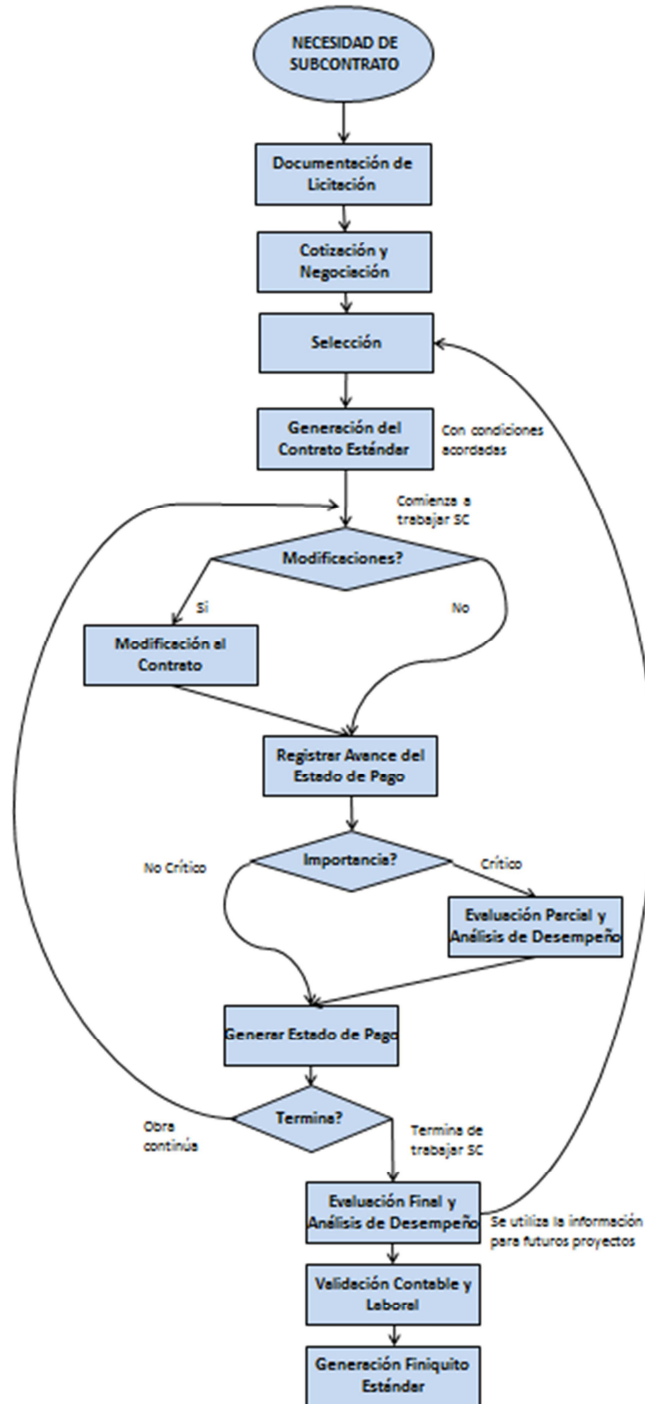 NECESIDAD DE
SUBCONTRATO
Documentación de
Licitación
Cotización y
Negociación
Selección
Generación del
Contrato Estándar
Con condiciones
acordadas
Comienza a
trabajar SC
Modificaciones?
Si
No
Modificación al
Contrato
Registrar Avance del
Estado de Pago
Importancia?
No Crítico
Crítico
Evaluación Parcial y
Análisis de Desempeño
Generar Estado de Pago
Termina?
Obra
continúa
Termina de
trabajar SC
Evaluación Final y
Análisis de Desempeño
Se utiliza la información
para futuros proyectos
Validación Contable y
Laboral
Generación Finiquito
Estándar